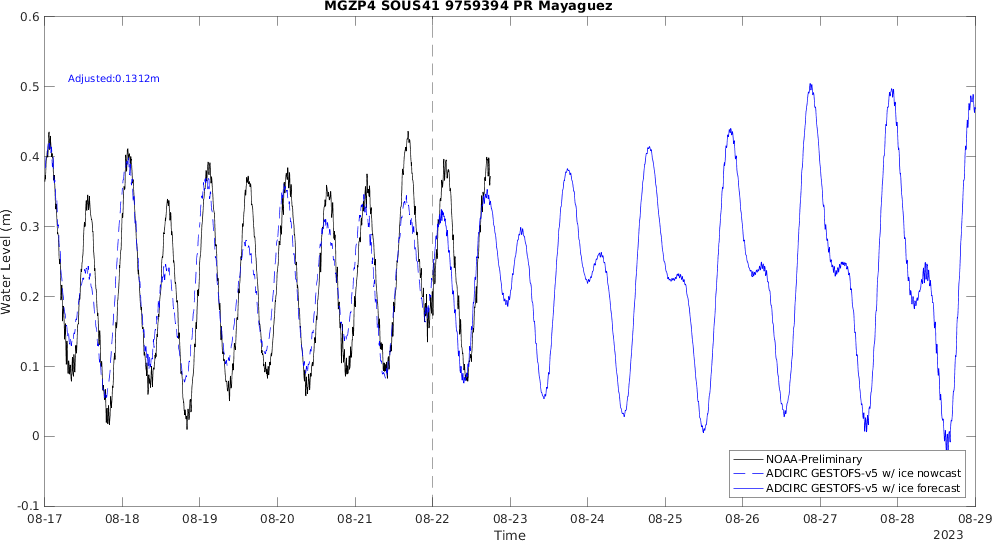 MGZP4 SOUS41 9759394 PR Mayaguez
0.6
0.5
0.4
0.3
0.2
0.1
0
-0.1
Water Level (m)
Adjusted:0.1312m
NOAA-Preliminary
ADCIRC GESTOFS-v5 w/ ice nowcast
ADCIRC GESTOFS-v5 w/ ice forecast
08-17 08-18 08-19 08-20 08-21 08-22 08-23 08-24 08-25 08-26 08-27 08-28 08-29
Time
2023